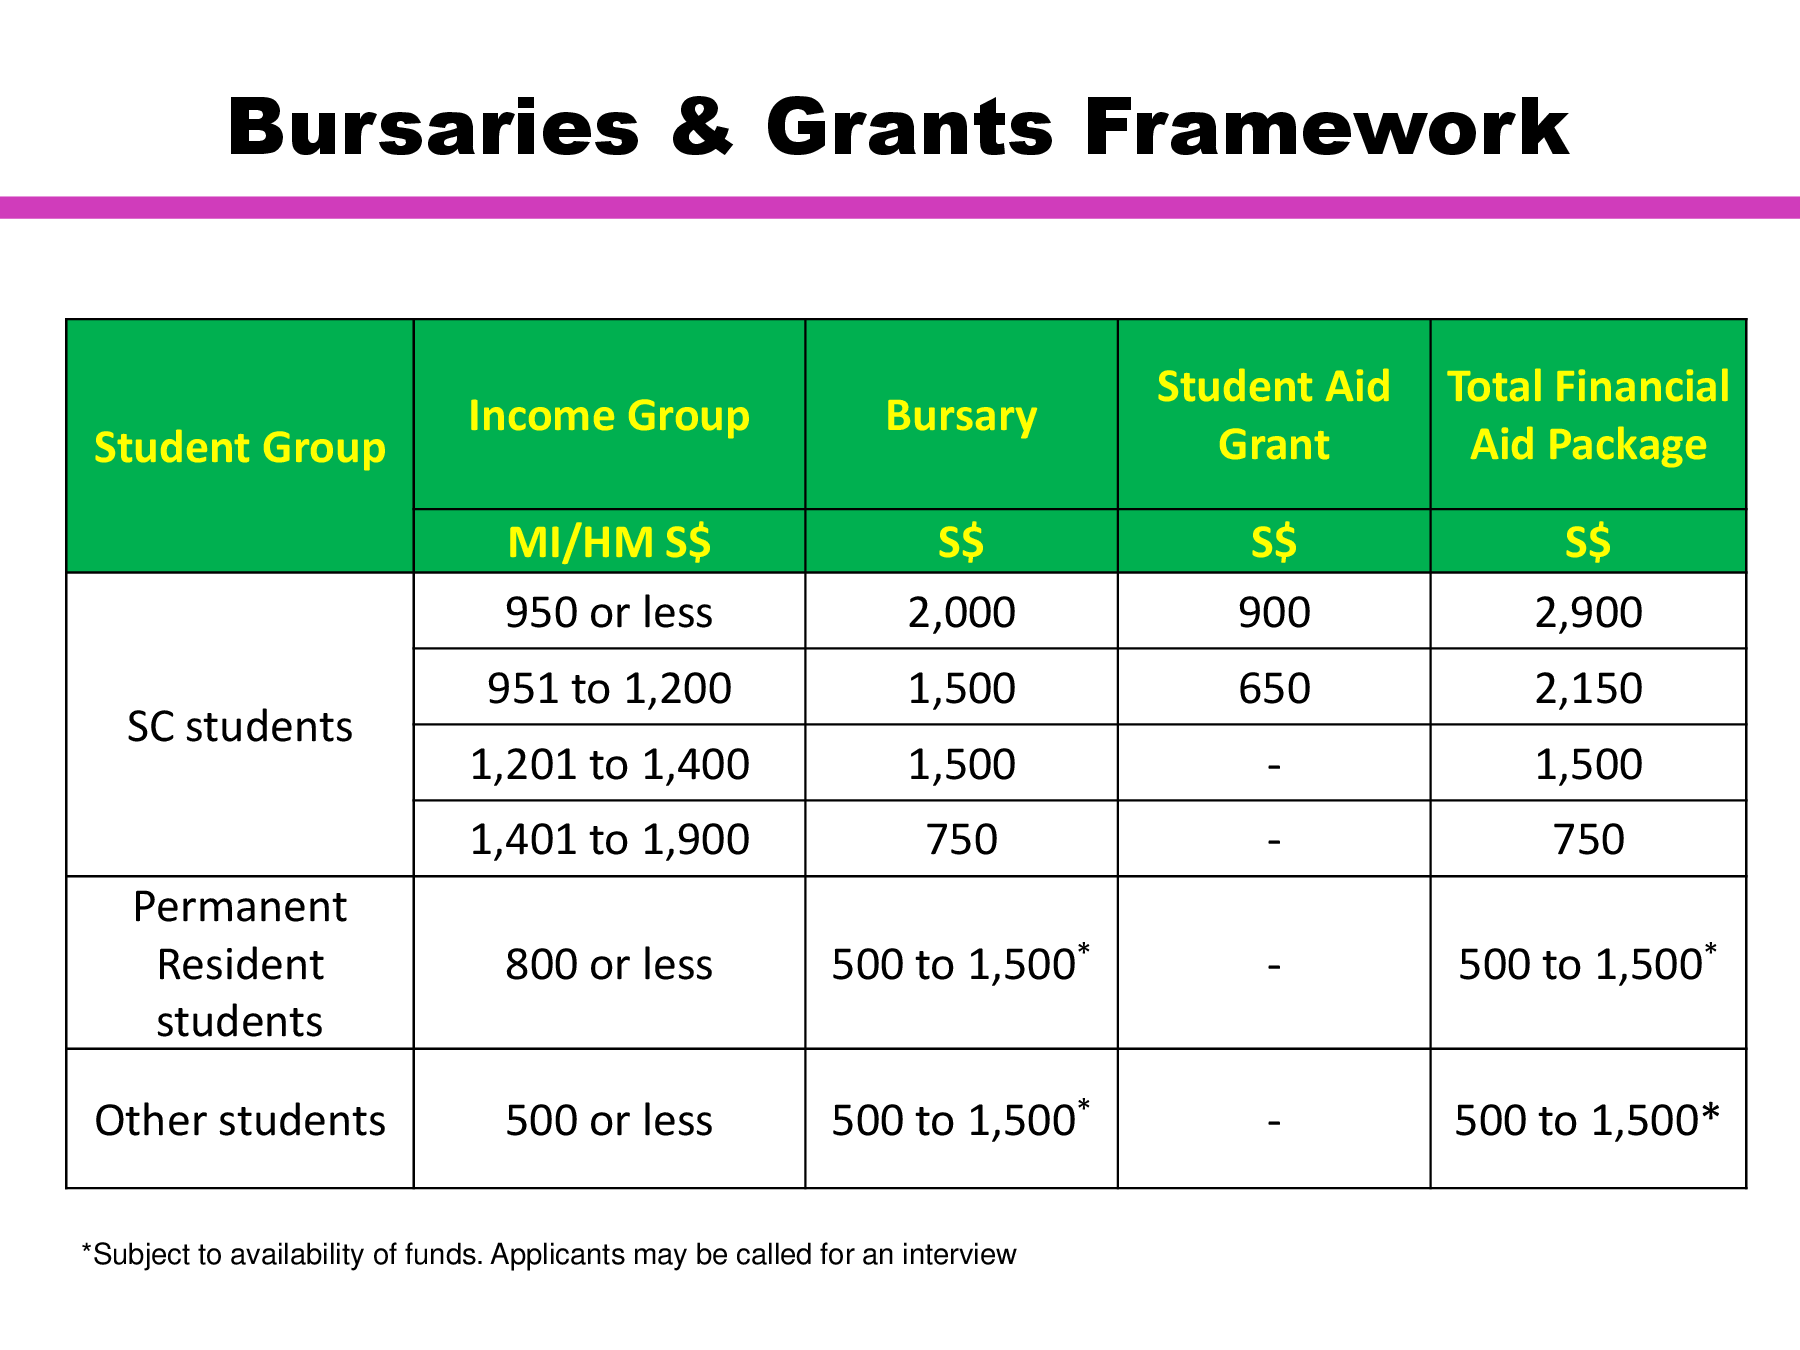 Bursaries & Grants Framework
Student Group
Income Group
Bursary
Student Aid
Grant
Total Financial
Aid Package
MI/HM S$
S$
S$
S$
SC students
950 or less
2,000
900
2,900
951 to 1,200
1,500
650
2,150
1,201 to 1,400
1,500
-
1,500
1,401 to 1,900
750
-
750
Permanent
Resident
students
800 or less
500 to 1,500*
-
500 to 1,500*
Other students
500 or less
500 to 1,500*
-
500 to 1,500*
*Subject to availability of funds. Applicants may be called for an interview